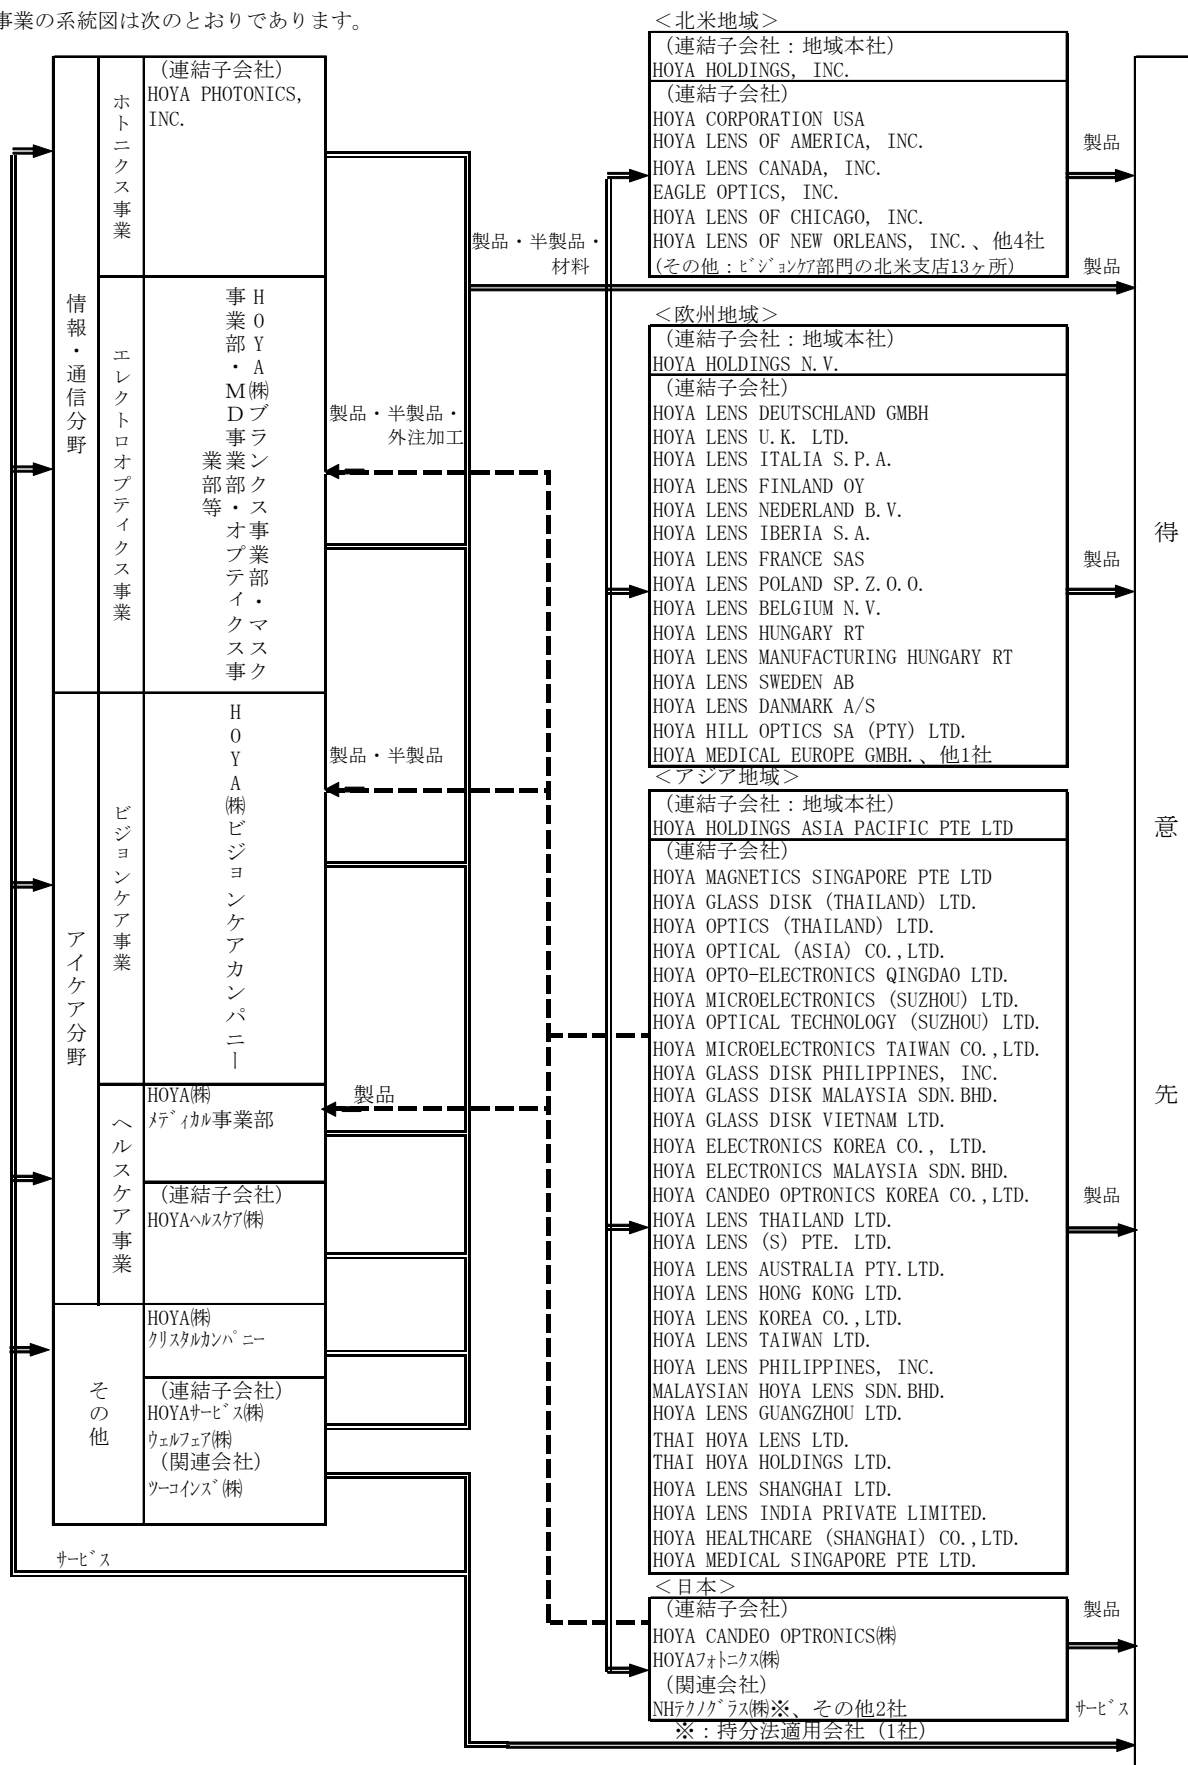 事業の系統図は次のとおりであります。
情報・通信分野
ホトニクス事業
(連結子会社)
HOYA PHOTONICS,
INC.
エレクトロオプティクス事業
HOYA㈱ブランクス事業部・マスク
事業部・MD事業部・オプティクス事
業部等
アイケア分野
ビジョンケア事業
HOYA㈱ビジョンケアカンパニー
ヘルスケア事業
HOYA㈱
ﾒﾃﾞｨｶﾙ事業部
(連結子会社)
HOYAﾍﾙｽｹｱ㈱
その他
HOYA㈱
ｸﾘｽﾀﾙｶﾝﾊﾟﾆｰ
(連結子会社)
HOYAｻｰﾋﾞｽ㈱
ｳｪﾙﾌｪｱ㈱
(関連会社)
ﾂｰｺｲﾝｽﾞ㈱
ｻｰﾋﾞｽ
製品・半製品・
材料
製品・半製品・
外注加工
製品・半製品
製品
<北米地域>
(連結子会社：地域本社)
HOYA HOLDINGS, INC.
(連結子会社)
HOYA CORPORATION USA
HOYA LENS OF AMERICA, INC.
HOYA LENS CANADA, INC.
EAGLE OPTICS, INC.
HOYA LENS OF CHICAGO, INC.
HOYA LENS OF NEW ORLEANS, INC.、他4社
(その他：ﾋﾞｼﾞｮﾝｹｱ部門の北米支店13ヶ所)
製品
製品
<欧州地域>
(連結子会社：地域本社)
HOYA HOLDINGS N.V.
(連結子会社)
HOYA LENS DEUTSCHLAND GMBH
HOYA LENS U.K. LTD.
HOYA LENS ITALIA S.P.A.
HOYA LENS FINLAND OY
HOYA LENS NEDERLAND B.V.
HOYA LENS IBERIA S.A.
HOYA LENS FRANCE SAS
HOYA LENS POLAND SP.Z.O.O.
HOYA LENS BELGIUM N.V.
HOYA LENS HUNGARY RT
HOYA LENS MANUFACTURING HUNGARY RT
HOYA LENS SWEDEN AB
HOYA LENS DANMARK A/S
HOYA HILL OPTICS SA (PTY) LTD.
HOYA MEDICAL EUROPE GMBH.、他1社
製品
<アジア地域>
(連結子会社：地域本社)
HOYA HOLDINGS ASIA PACIFIC PTE LTD
(連結子会社)
HOYA MAGNETICS SINGAPORE PTE LTD
HOYA GLASS DISK (THAILAND) LTD.
HOYA OPTICS (THAILAND) LTD.
HOYA OPTICAL (ASIA) CO.,LTD.
HOYA OPTO-ELECTRONICS QINGDAO LTD.
HOYA MICROELECTRONICS (SUZHOU) LTD.
HOYA OPTICAL TECHNOLOGY (SUZHOU) LTD.
HOYA MICROELECTRONICS TAIWAN CO.,LTD.
HOYA GLASS DISK PHILIPPINES, INC.
HOYA GLASS DISK MALAYSIA SDN.BHD.
HOYA GLASS DISK VIETNAM LTD.
HOYA ELECTRONICS KOREA CO., LTD.
HOYA ELECTRONICS MALAYSIA SDN.BHD.
HOYA CANDEO OPTRONICS KOREA CO.,LTD.
HOYA LENS THAILAND LTD.
HOYA LENS (S) PTE. LTD.
HOYA LENS AUSTRALIA PTY.LTD.
HOYA LENS HONG KONG LTD.
HOYA LENS KOREA CO.,LTD.
HOYA LENS TAIWAN LTD.
HOYA LENS PHILIPPINES, INC.
MALAYSIAN HOYA LENS SDN.BHD.
HOYA LENS GUANGZHOU LTD.
THAI HOYA LENS LTD.
THAI HOYA HOLDINGS LTD.
HOYA LENS SHANGHAI LTD.
HOYA LENS INDIA PRIVATE LIMITED.
HOYA HEALTHCARE (SHANGHAI) CO.,LTD.
HOYA MEDICAL SINGAPORE PTE LTD.
製品
<日本>
(連結子会社)
HOYA CANDEO OPTRONICS㈱
HOYAﾌｫﾄﾆｸｽ㈱
(関連会社)
NHﾃｸﾉｸﾞﾗｽ㈱※、その他2社
※：持分法適用会社 (1社)
製品
ｻｰﾋﾞｽ
得意先